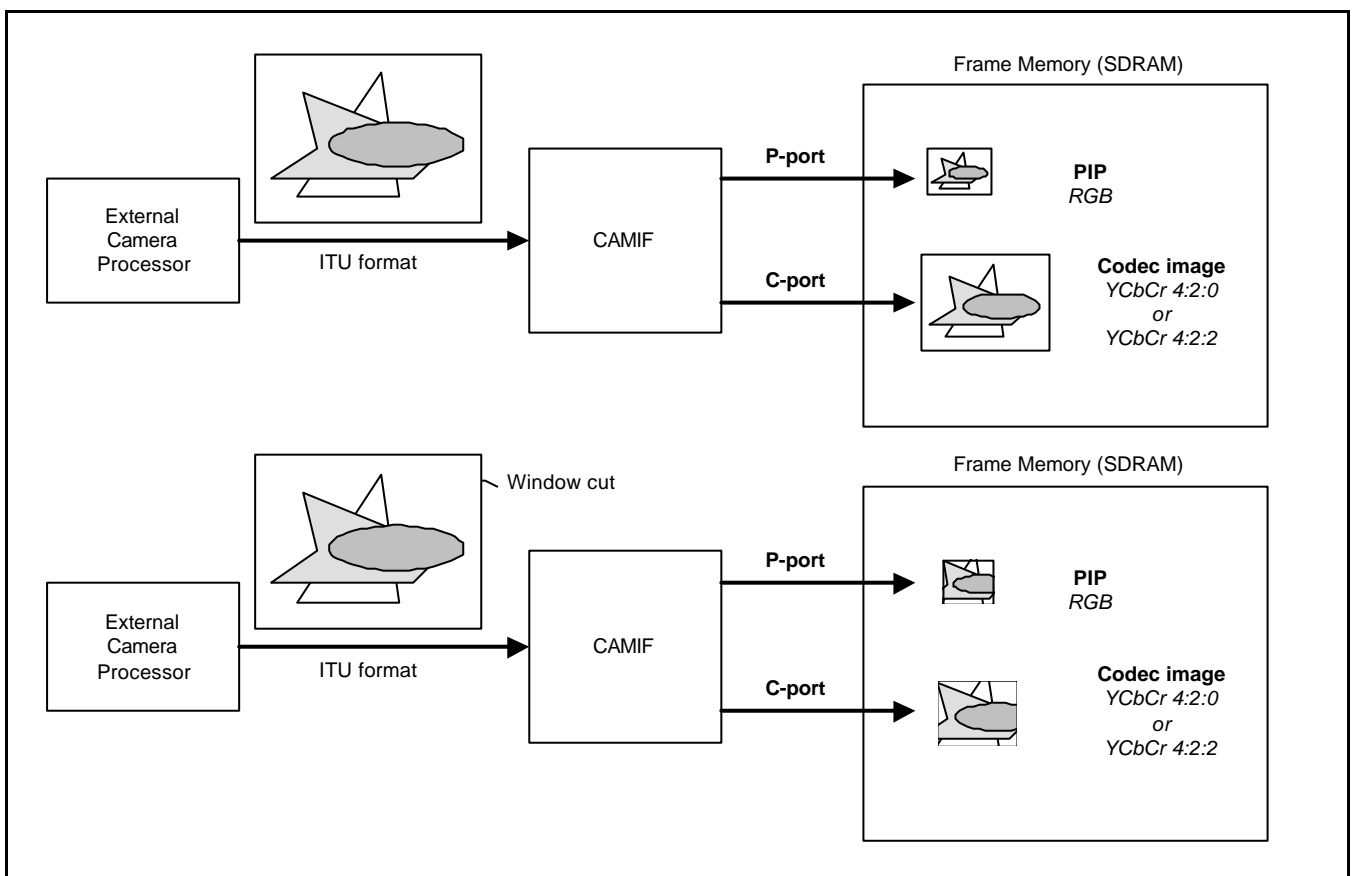 Frame Memory (SDRAM)
External
Camera
Processor
ITU format
CAMIF
P-port
C-port
PIP
RGB
Codec image
YCbCr 4:2:0
or
YCbCr 4:2:2
Frame Memory (SDRAM)
Window cut
External
Camera
Processor
ITU format
CAMIF
P-port
C-port
PIP
RGB
Codec image
YCbCr 4:2:0
or
YCbCr 4:2:2